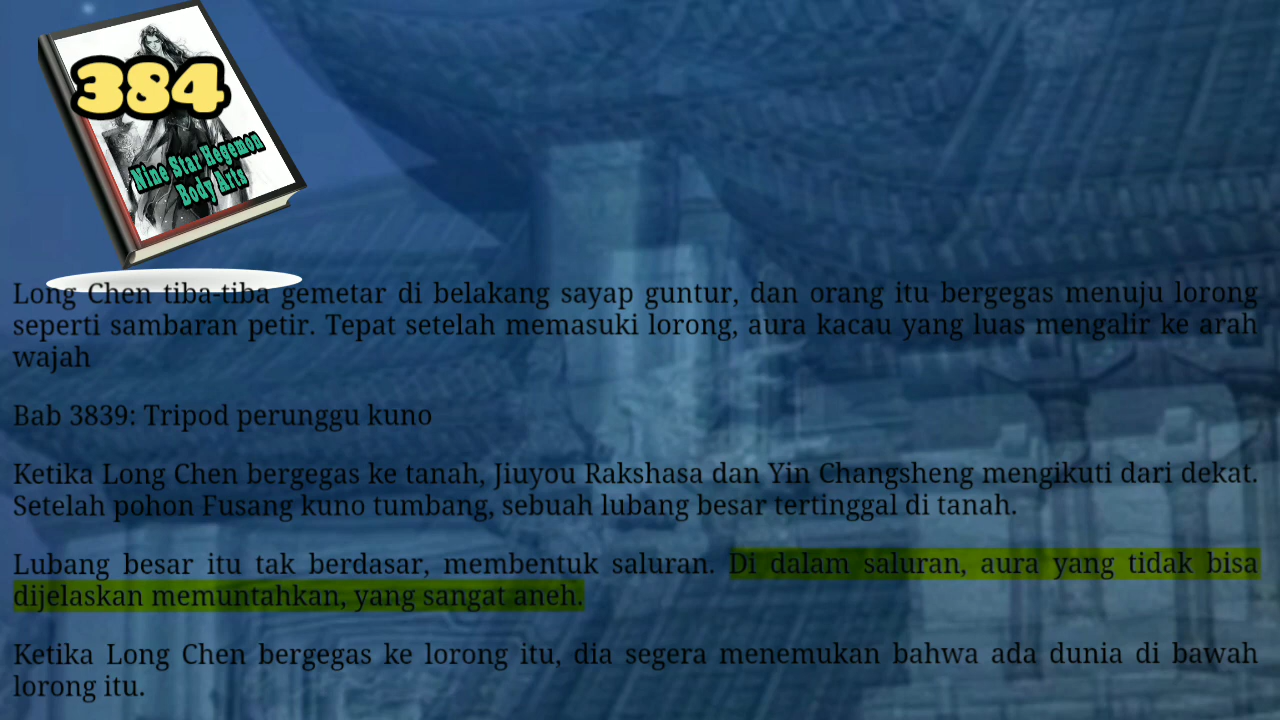 384
Nine Star Hegemon
Body Arts
Long Chen tiba-tiba gemetar di belakang sayap guntur, dan orang itu bergegas menuju lorong
seperti sambaran petir. Tepat setelah memasuki lorong, aura kacau yang luas mengalir ke arah
wajah
Bab 3839: Tripod perunggu kuno
Ketika Long Chen bergegas ke tanah, Jiuyou Rakshasa dan Yin Changsheng mengikuti dari dekat.
Setelah pohon Fusang kuno tumbang, sebuah lubang besar tertinggal di tanah.
Lubang besar itu tak berdasar, membentuk saluran. Di dalam saluran, aura yang tidak bisa
dijelaskan memuntahkan, yang sangat aneh.
Ketika Long Chen bergegas ke lorong itu, dia segera menemukan bahwa ada dunia di bawah
lorong itu.